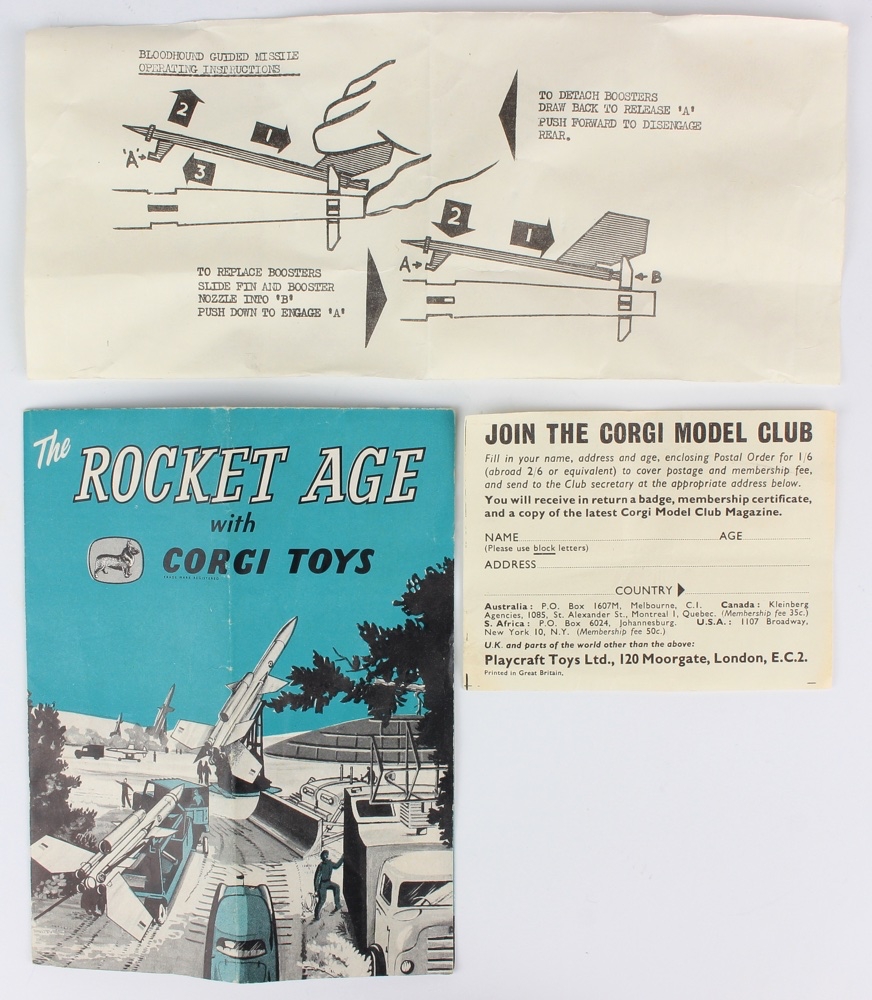 BLOODHOUND GUIDED MISSILE
OPERATING INSTRUCTIONS
2
1
'A'
3
TO DETACH BOOSTERS
DRAW BACK TO RELEASE 'A'
PUSH FORWARD TO DISENGAGE
REAR.
2
1
A
B
TO REPLACE BOOSTERS
SLIDE FIN AND BOOSTER
NOZZLE INTO 'B'
PUSH DOWN TO ENGAGE 'A'
The
ROCKET AGE
with
CORGI TOYS
TRADE MARK REGISTERED
JOIN THE CORGI MODEL CLUB
Fill in your name, address and age, enclosing Postal Order for 1/6
(abroad 2/6 or equivalent) to cover postage and membership fee,
and send to the Club secretary at the appropriate address below.
You will receive in return a badge, membership certificate,
and a copy of the latest Corgi Model Club Magazine.
NAME AGE
(Please use block letters)
ADDRESS
COUNTRY
Australia: P.O. Box 1607M, Melbourne, C.I. Canada: Kleinberg
Agencies, 1085, St. Alexander St., Montreal 1, Quebec. (Membership fee 35c.)
S. Africa: P.O. Box 6024, Johannesburg. U.S.A.: 1107 Broadway,
New York 10, N.Y. (Membership fee 50c.)
U.K. and parts of the world other than the above:
Playcraft Toys Ltd., 120 Moorgate, London, E.C.2.
Printed in Great Britain,